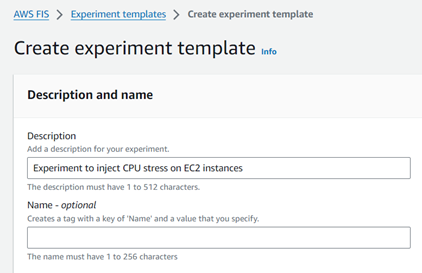 AWS FIS > Experiment templates > Create experiment template
Create experiment template Info
Description and name
Description
Add a description for your experiment.
Experiment to inject CPU stress on EC2 instances
The description must have 1 to 512 characters.
Name - optional
Creates a tag with a key of 'Name' and a value that you specify.
The name must have 1 to 256 characters